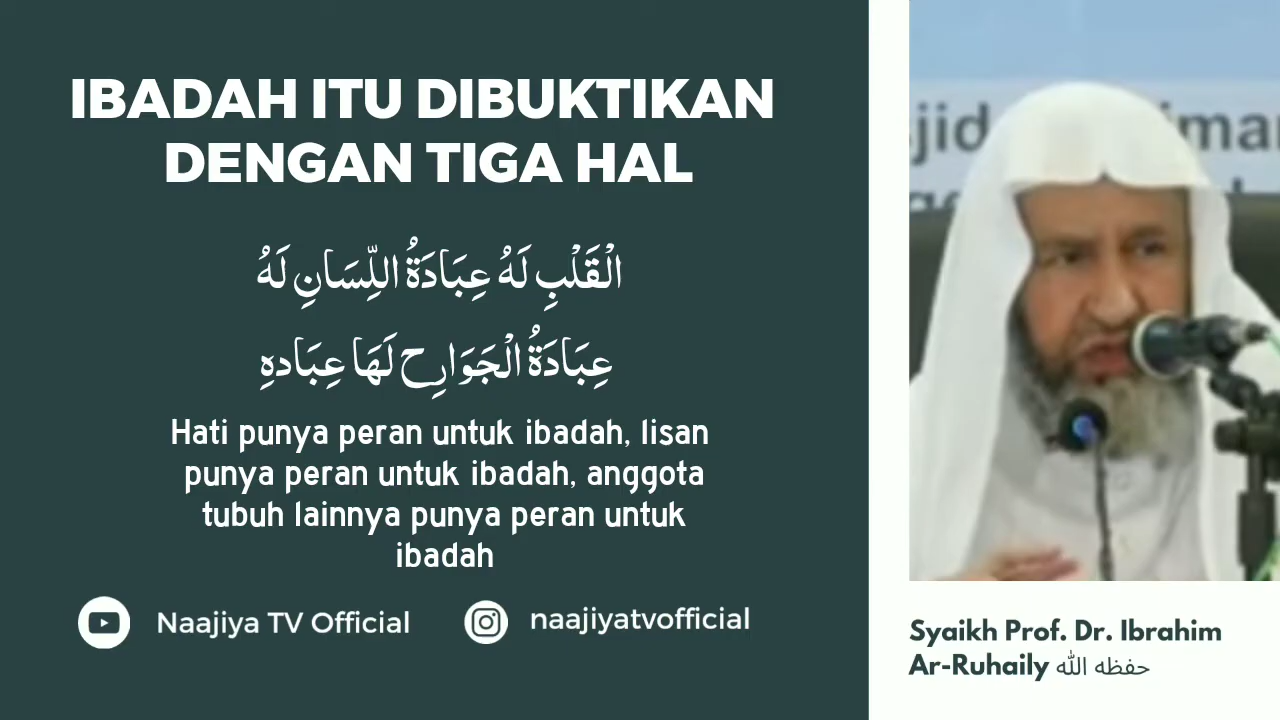 IBADAH ITU DIBUKTIKAN
DENGAN TIGA HAL
الْقَلْبِ لَهُ عِبَادَةُ اللِّسَانِ لَهُ
عِبَادَةُ الْجَوَارِحِ لَهَا عِبَادهِ
Hati punya peran untuk ibadah, lisan
punya peran untuk ibadah, anggota
tubuh lainnya punya peran untuk
ibadah
Naajiya TV Official
naajiyatvofficial
Syaikh Prof. Dr. Ibrahim
Ar-Ruhaily حفظه الله